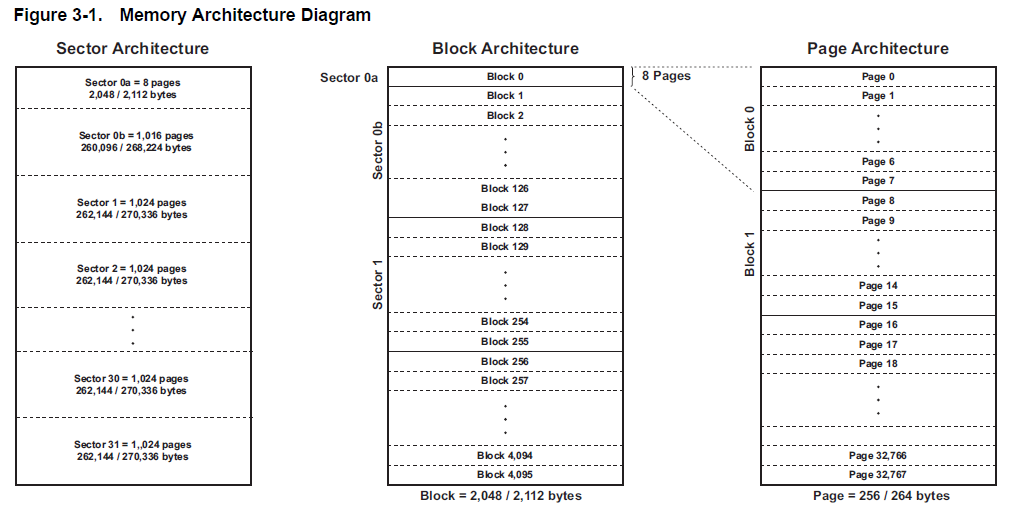 Figure 3-1. Memory Architecture Diagram
Sector Architecture
Sector 0a = 8 pages
2,048 / 2,112 bytes
Sector 0b = 1,016 pages
260,096 / 268,224 bytes
Sector 1 = 1,024 pages
262,144 / 270,336 bytes
Sector 2 = 1,024 pages
262,144 / 270,336 bytes
Sector 30 = 1,024 pages
262,144 / 270,336 bytes
Sector 31 = 1,,024 pages
262,144 / 270,336 bytes
Block Architecture
Sector 0a
Sector 0b
Sector 1
Block 0
Block 1
Block 2
Block 126
Block 127
Block 128
Block 129
Block 254
Block 255
Block 256
Block 257
Block 4,094
Block 4,095
Block = 2,048 / 2,112 bytes
8 Pages
Page Architecture
Block 0
Block 1
Page 0
Page 1
Page 6
Page 7
Page 8
Page 9
Page 14
Page 15
Page 16
Page 17
Page 18
Page 32,766
Page 32,767
Page = 256 / 264 bytes